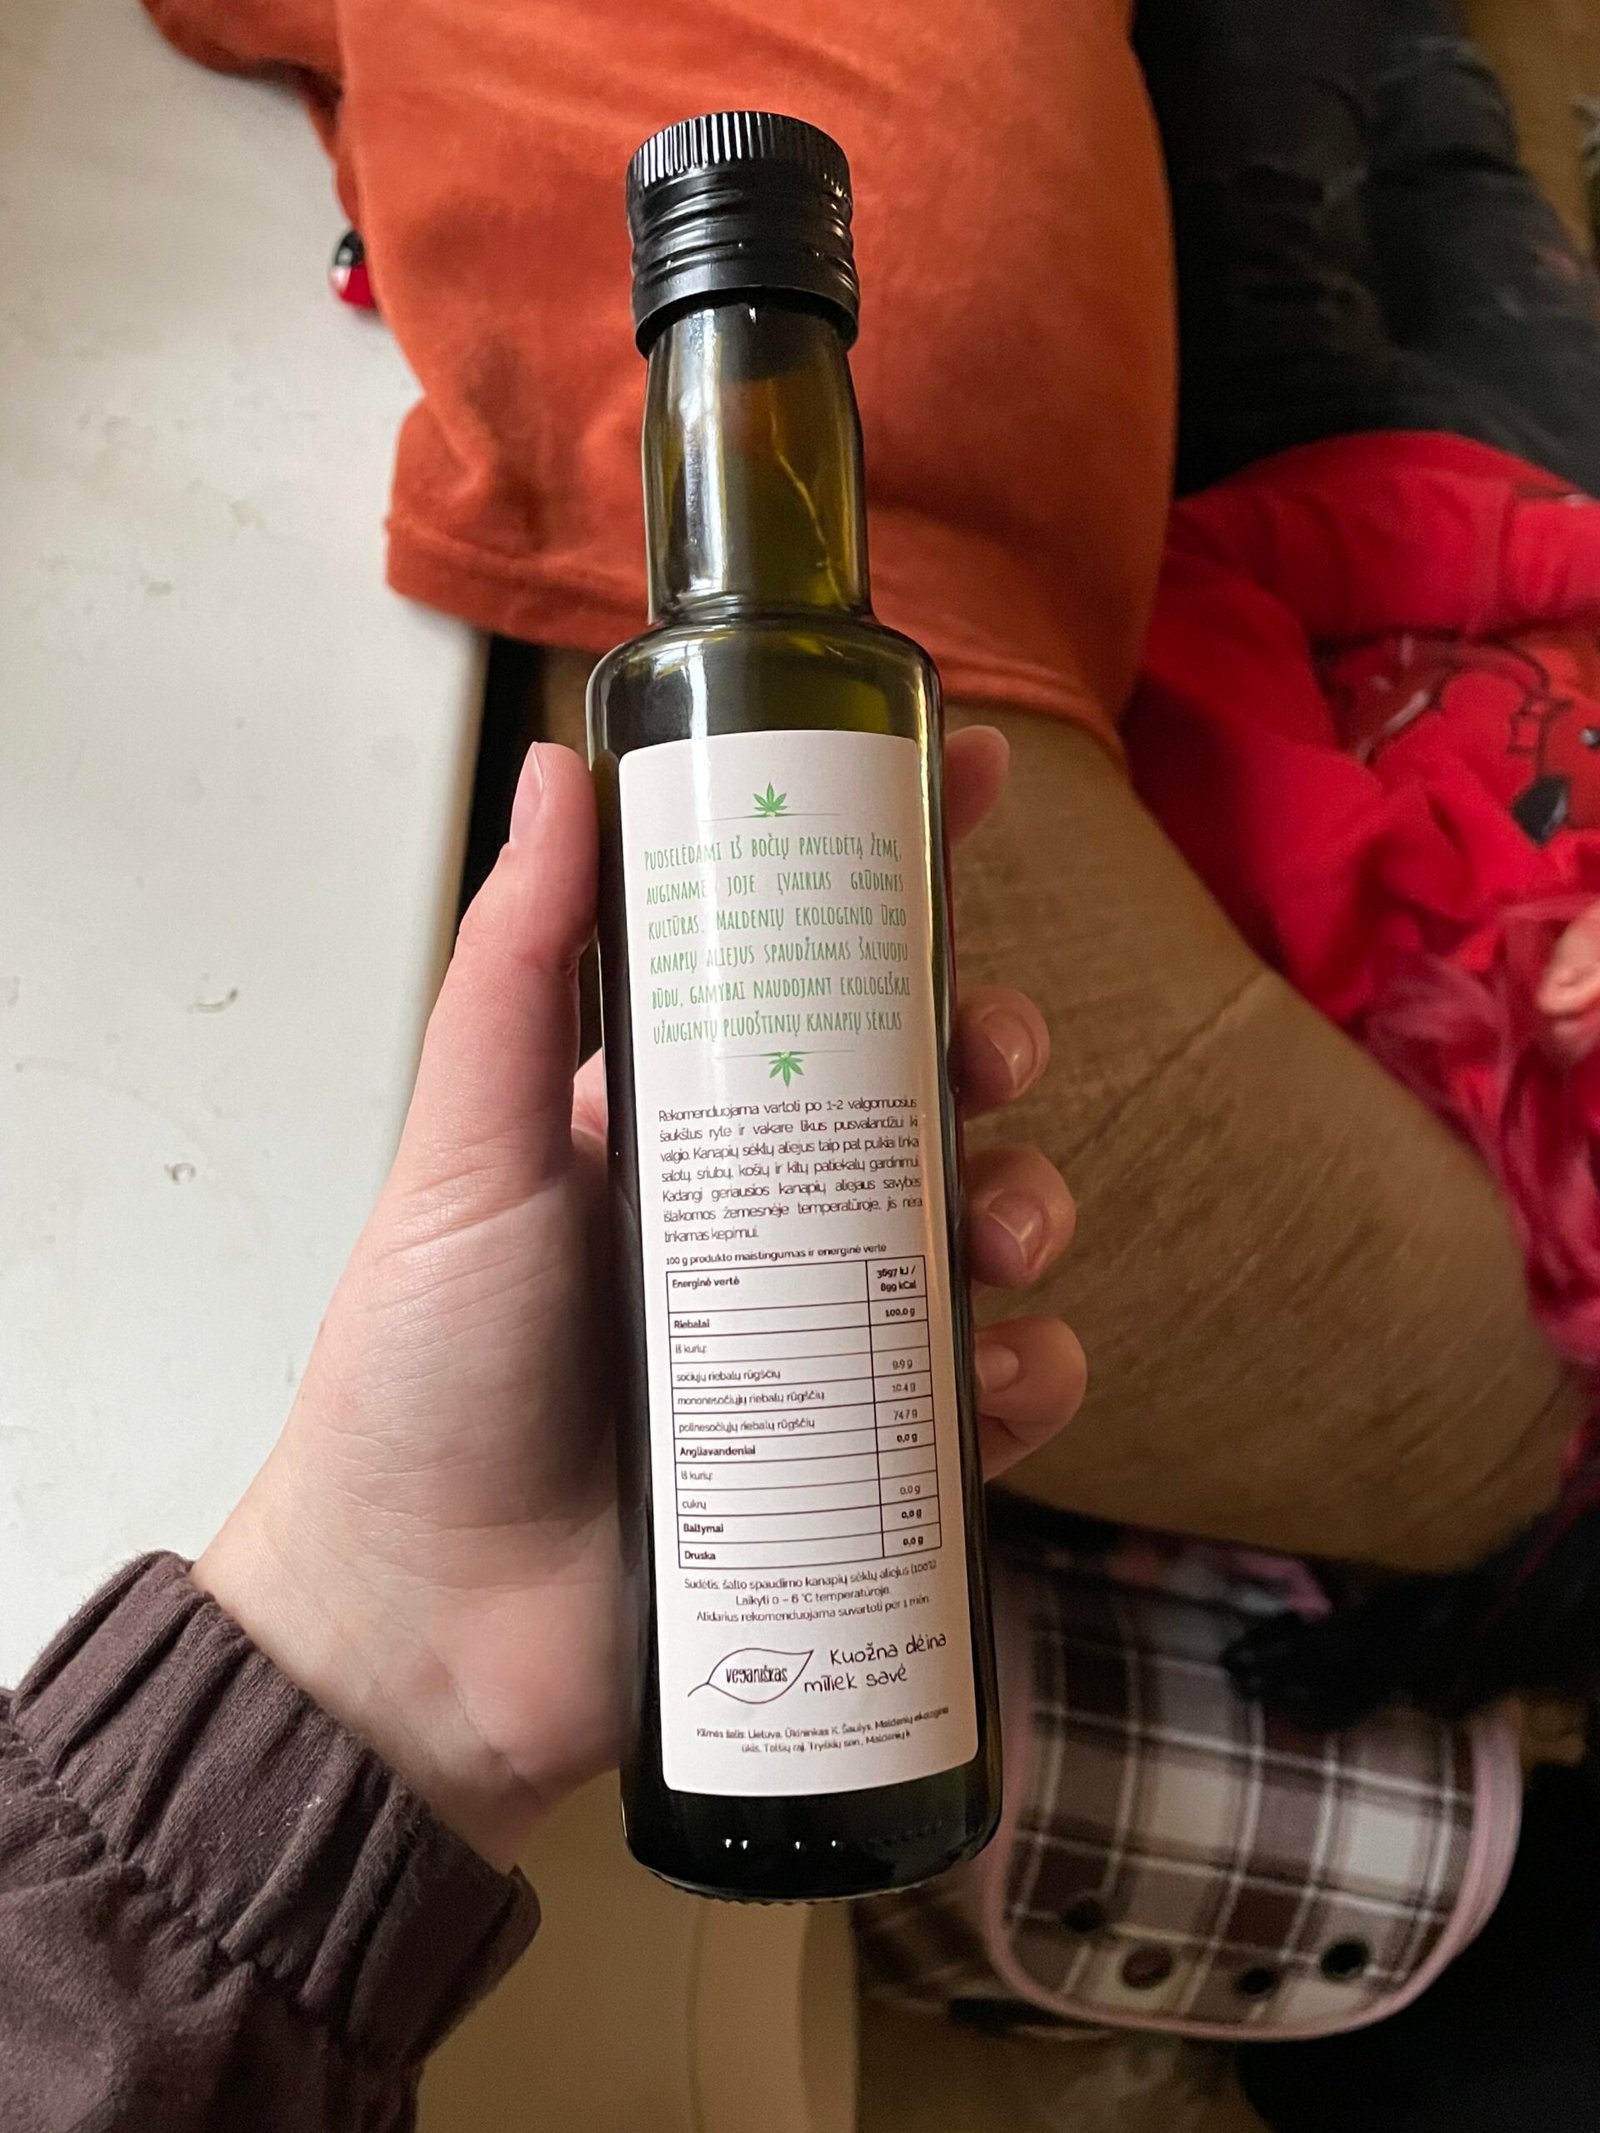 PUOSELĖDAMI IŠ BOČIŲ PAVELDĖTĄ ŽEMĘ,
AUGINAME JOJE ĮVAIRIAS GRŪDINES
KULTŪRAS. MALDENIŲ EKOLOGINIO ŪKIO
KANAPIŲ ALIEJUS SPAUDŽIAMAS ŠALTUOJU
BŪDU, GAMYBAI NAUDOJANT EKOLOGIŠKAI
UŽAUGINTŲ PLUOŠTINIŲ KANAPIŲ SĖKLAS
Rekomenduojama vartoti po 1-2 valgomuosius
šaukštus ryte ir vakare likus pusvalandžiui iki
valgio. Kanapių sėklų aliejus taip pat puikiai tinka
salotų, sriubų, košių ir kitų patiekalų gardinimui.
Kadangi geriausios kanapių aliejaus savybės
išlakomos žemesnėje temperatūroje, jis nėra
tinkamas kepimui.
100 g produkto maistingumas ir energinė vertė
Energinė vertė 3697 kJ /
899 kCal
Riebalai 100,0 g
iš kurių:
sočiųjų riebalų rūgščių 9.9 g
mononesočiųjų riebalų rūgščių 10.4 g
polinesočiųjų riebalų rūgščių 74.7 g
Angliavandeniai 0,0 g
iš kurių:
cukrų 0.0 g
Baltymai 0,0 g
Druska 0,0 g
Sudėtis: šalto spaudimo kanapių sėklų aliejus (100%)
Laikyti 0 – 6 °C temperatūroje.
Atidarius rekomenduojama suvartoti per 1 mėn.
veganiškas
Kuožna dėina
mīliek savė
Kilmės šalis: Lietuva. Ūkininkas K. Šaulys. Maldenių ekologinis
ūkis. Telšių raj. Tryškių sen., Maldenių k.